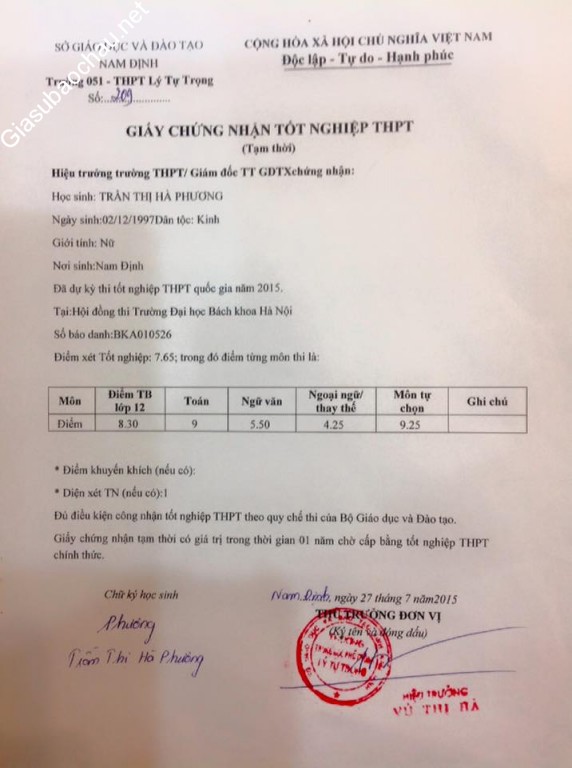 Giasubaochau.net
SỞ GIÁO DỤC VÀ ĐÀO TẠO
NAM ĐỊNH
Trường 051 - THPT Lý Tự Trọng
Số:...209..............
CỘNG HÒA XÃ HỘI CHỦ NGHĨA VIỆT NAM
Độc lập - Tự do - Hạnh phúc
GIẤY CHỨNG NHẬN TỐT NGHIỆP THPT
(Tạm thời)
Hiệu trưởng trường THPT/ Giám đốc TT GDTXchứng nhận:
Học sinh: TRẦN THỊ HÀ PHƯƠNG
Ngày sinh:02/12/1997Dân tộc: Kinh
Giới tính: Nữ
Nơi sinh:Nam Định
Đã dự kỳ thi tốt nghiệp THPT quốc gia năm 2015.
Tại:Hội đồng thi Trường Đại học Bách khoa Hà Nội
Số báo danh:BKA010526
Điểm xét Tốt nghiệp: 7.65; trong đó điểm từng môn thi là:
Môn Điểm TB lớp 12 Toán Ngữ văn Ngoại ngữ/ thay thế Môn tự chọn Ghi chú
Điểm 8.30 9 5.50 4.25 9.25
* Điểm khuyến khích (nếu có):
* Diện xét TN (nếu có):1
Đủ điều kiện công nhận tốt nghiệp THPT theo quy chế thi của Bộ Giáo dục và Đào tạo.
Giấy chứng nhận tạm thời có giá trị trong thời gian 01 năm chờ cấp bằng tốt nghiệp THPT
chính thức.
Chữ ký học sinh
Phương
Trần Thị Hà Phương
Nam Định, ngày 27 tháng 7 năm2015
THỦ TRƯỞNG ĐƠN VỊ
(Ký tên và đóng dấu)
LÝ TỰ TRỌNG
HIỆU TRƯỞNG
VŨ THỊ HÀ